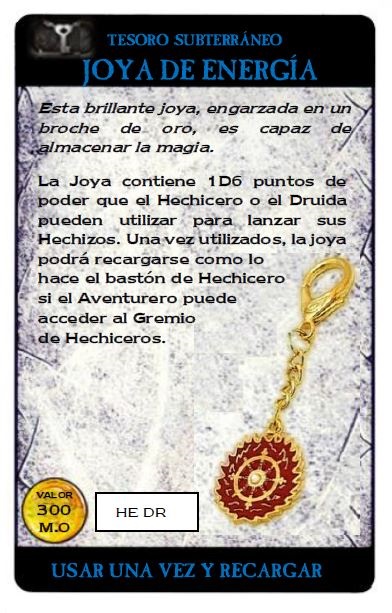 TESORO SUBTERRÁNEO
JOYA DE ENERGÍA
Esta brillante joya, engarzada en un
broche de oro, es capaz de
almacenar la magia.
La Joya contiene 1D6 puntos de
poder que el Hechicero o el Druida
pueden utilizar para lanzar sus
Hechizos. Una vez utilizados, la joya
podrá recargarse como lo
hace el bastón de Hechicero
si el Aventurero puede
acceder al Gremio
de Hechiceros.
VALOR
300
M.O
HE DR
USAR UNA VEZ Y RECARGAR